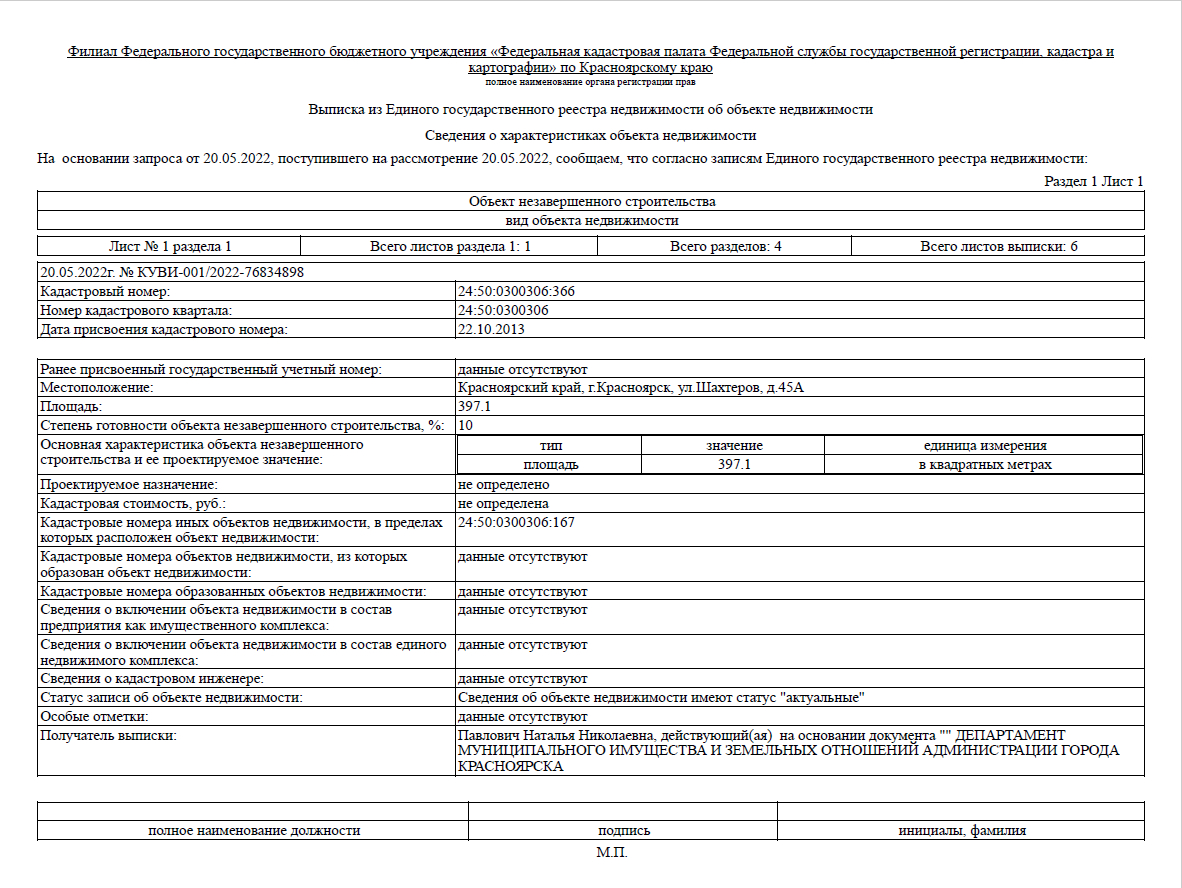 Филиал Федерального государственного бюджетного учреждения «Федеральная кадастровая палата Федеральной службы государственной регистрации, кадастра и
картографии» по Красноярскому краю
полное наименование органа регистрации прав
Выписка из Единого государственного реестра недвижимости об объекте недвижимости
Сведения о характеристиках объекта недвижимости
На основании запроса от 20.05.2022, поступившего на рассмотрение 20.05.2022, сообщаем, что согласно записям Единого государственного реестра недвижимости:
Раздел 1 Лист 1
Объект незавершенного строительства
вид объекта недвижимости
Лист № 1 раздела 1 Всего листов раздела 1: 1 Всего разделов: 4 Всего листов выписки: 6
20.05.2022г. № КУВИ-001/2022-76834898
Кадастровый номер: 24:50:0300306:366
Номер кадастрового квартала: 24:50:0300306
Дата присвоения кадастрового номера: 22.10.2013
Ранее присвоенный государственный учетный номер: данные отсутствуют
Местоположение: Красноярский край, г.Красноярск, ул.Шахтеров, д.45А
Площадь: 397.1
Степень готовности объекта незавершенного строительства, %: 10
Основная характеристика объекта незавершенного
строительства и ее проектируемое значение:
тип значение единица измерения
площадь 397.1 в квадратных метрах
Проектируемое назначение: не определено
Кадастровая стоимость, руб.: не определена
Кадастровые номера иных объектов недвижимости, в пределах 24:50:0300306:167
которых расположен объект недвижимости:
Кадастровые номера объектов недвижимости, из которых данные отсутствуют
образован объект недвижимости:
Кадастровые номера образованных объектов недвижимости: данные отсутствуют
Сведения о включении объекта недвижимости в состав данные отсутствуют
предприятия как имущественного комплекса:
Сведения о включении объекта недвижимости в состав единого данные отсутствуют
недвижимого комплекса:
Сведения о кадастровом инженере: данные отсутствуют
Статус записи об объекте недвижимости: Сведения об объекте недвижимости имеют статус "актуальные"
Особые отметки: данные отсутствуют
Получатель выписки: Павлович Наталья Николаевна, действующий(ая) на основании документа "" ДЕПАРТАМЕНТ
МУНИЦИПАЛЬНОГО ИМУЩЕСТВА И ЗЕМЕЛЬНЫХ ОТНОШЕНИЙ АДМИНИСТРАЦИИ ГОРОДА
КРАСНОЯРСКА
полное наименование должности подпись инициалы, фамилия
М.П.